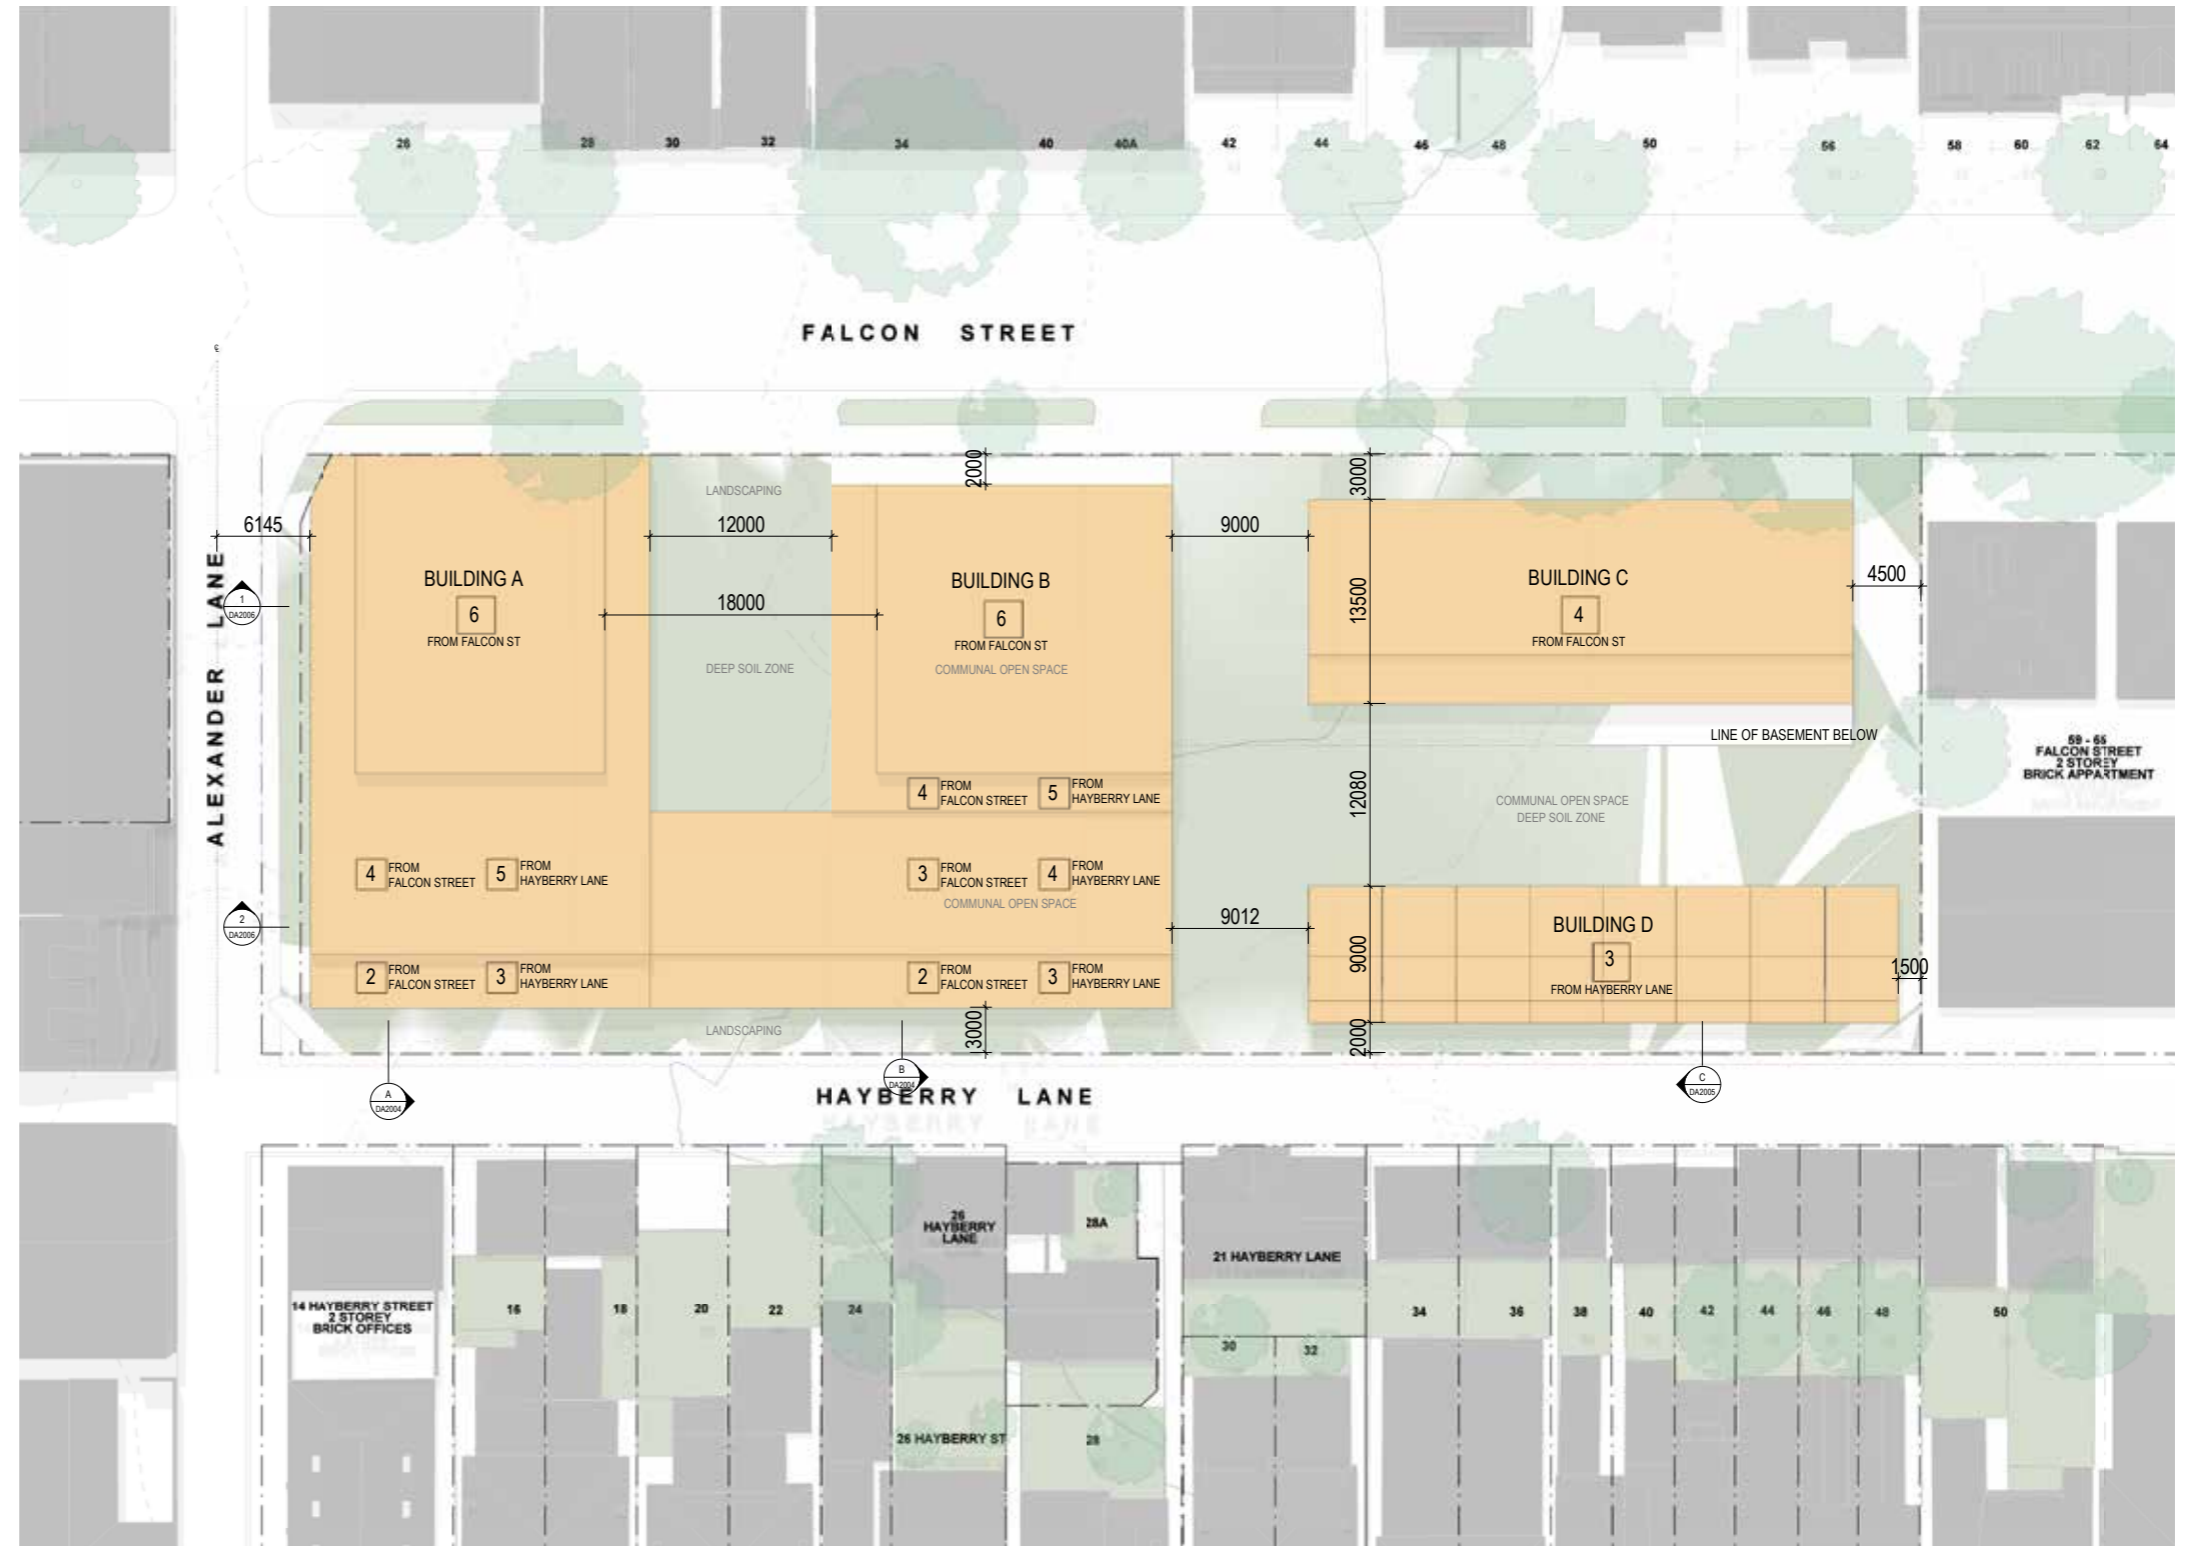 26
28
30
32
34
40
40A
42
44
46
48
50
56
58
60
62
64
FALCON STREET
LANDSCAPING
2000
3000
6145
12000
9000
BUILDING A
6
FROM FALCON ST
18000
BUILDING B
6
FROM FALCON ST
COMMUNAL OPEN SPACE
BUILDING C
4
FROM FALCON ST
13500
4500
ALEXANDER LANE
1
DA2006
DEEP SOIL ZONE
LINE OF BASEMENT BELOW
59 - 65
FALCON STREET
2 STOREY
BRICK APPARTMENT
4 FROM
FALCON STREET
5 FROM
HAYBERRY LANE
12080
COMMUNAL OPEN SPACE
DEEP SOIL ZONE
4 FROM
FALCON STREET
5 FROM
HAYBERRY LANE
3 FROM
FALCON STREET
4 FROM
HAYBERRY LANE
COMMUNAL OPEN SPACE
2
DA2006
9012
BUILDING D
3
FROM HAYBERRY LANE
9000
1500
2 FROM
FALCON STREET
3 FROM
HAYBERRY LANE
2 FROM
FALCON STREET
3 FROM
HAYBERRY LANE
LANDSCAPING
3000
2000
A
DA2004
B
DA2004
C
DA2005
HAYBERRY LANE
14 HAYBERRY STREET
2 STOREY
BRICK OFFICES
16
18
20
22
24
26
HAYBERRY
LANE
28A
21 HAYBERRY LANE
30
32
34
36
38
40
42
44
46
48
50
26 HAYBERRY ST
28